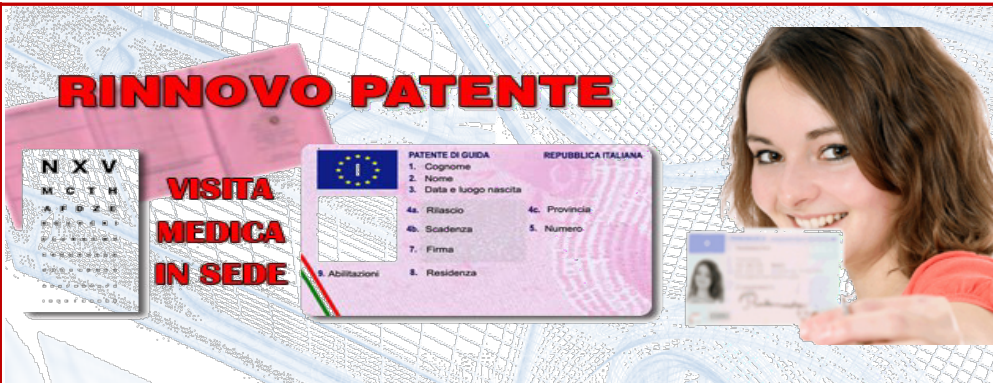 RINNOVO PATENTE
N X V
M C T H
A F D Z E
VISITA
MEDICA
IN SEDE
PATENTE DI GUIDA REPUBBLICA ITALIANA
1. Cognome
2. Nome
3. Data e luogo nascita
4a. Rilascio 4c. Provincia
4b. Scadenza 5. Numero
7. Firma
9. Abilitazioni 8. Residenza
I